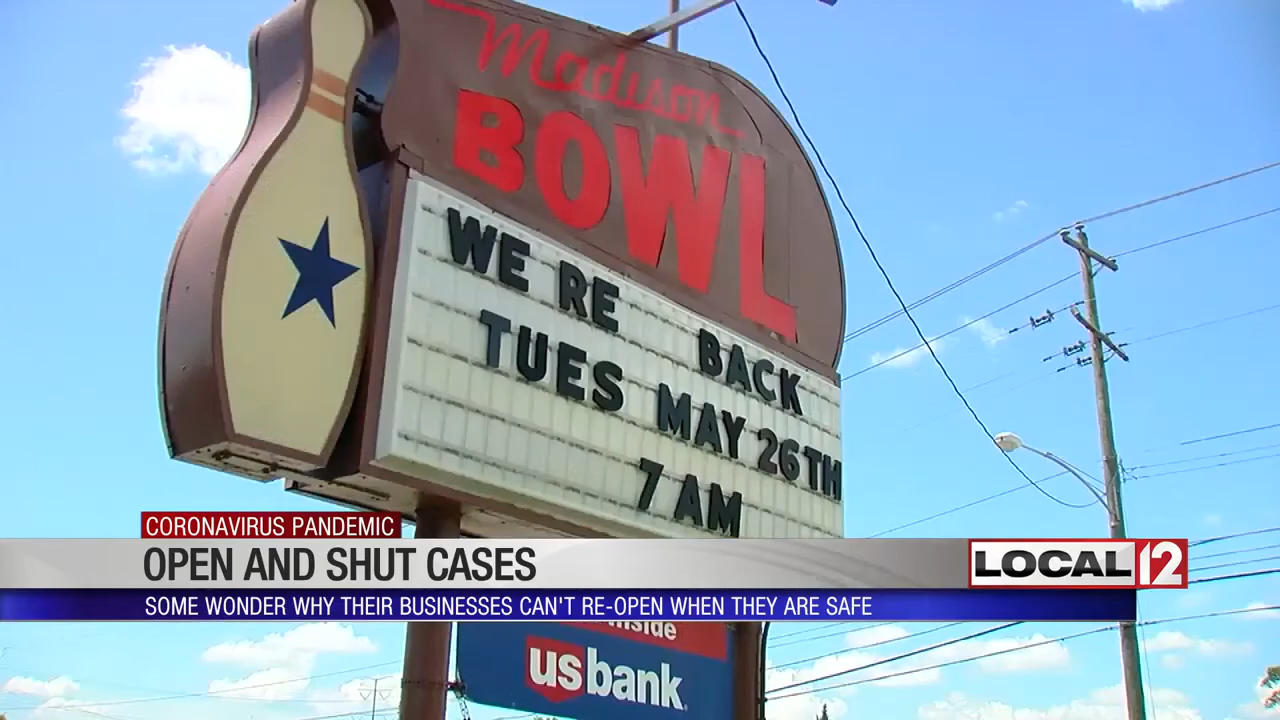 Madison
BOWL
WE RE BACK
TUES MAY 26TH
7 AM
CORONAVIRUS PANDEMIC
OPEN AND SHUT CASES
LOCAL 12
SOME WONDER WHY THEIR BUSINESSES CAN'T RE-OPEN WHEN THEY ARE SAFE
usbank